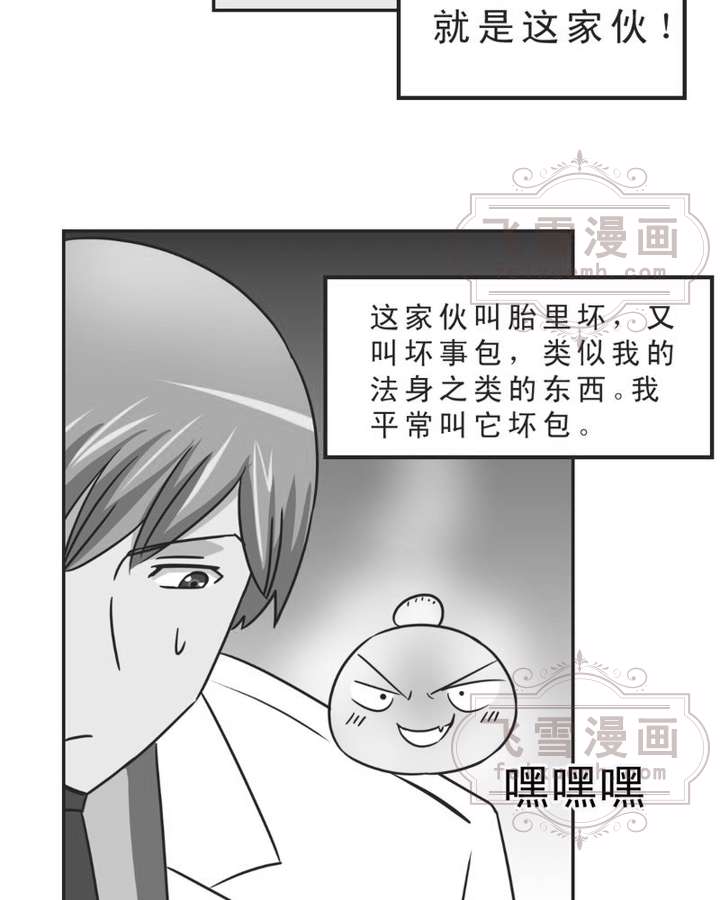 就是这家伙！
飞雪漫画
这家伙叫胎里坏，又
叫坏事包，类似我的
法身之类的东西。我
平常叫它坏包。
飞雪漫画
嘿嘿嘿